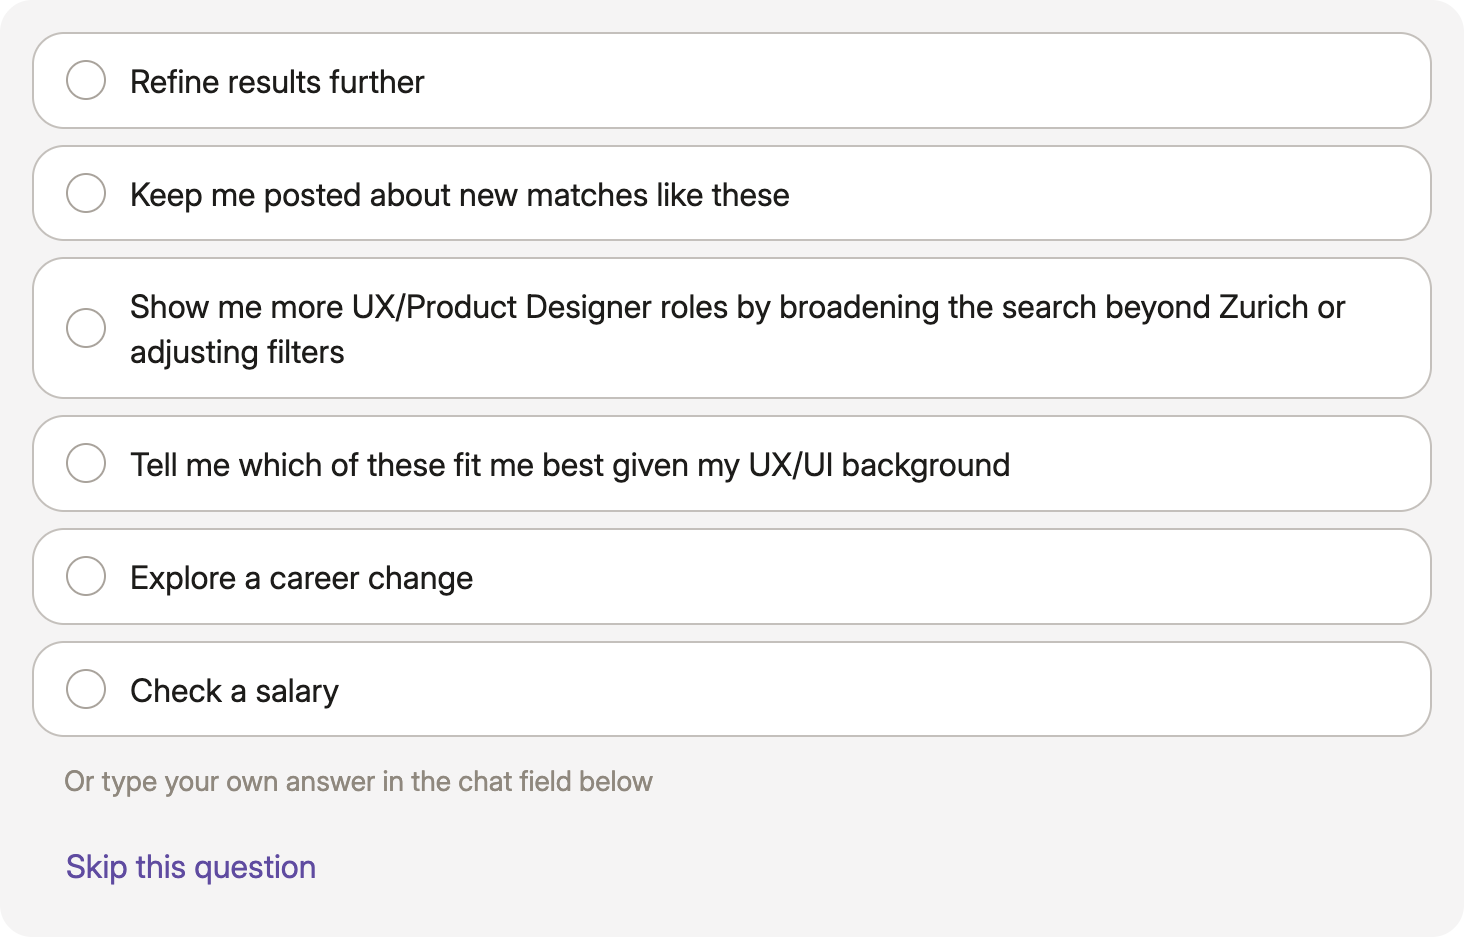 Refine results further
Keep me posted about new matches like these
Show me more UX/Product Designer roles by broadening the search beyond Zurich or
adjusting filters
Tell me which of these fit me best given my UX/UI background
Explore a career change
Check a salary
Or type your own answer in the chat field below
Skip this question